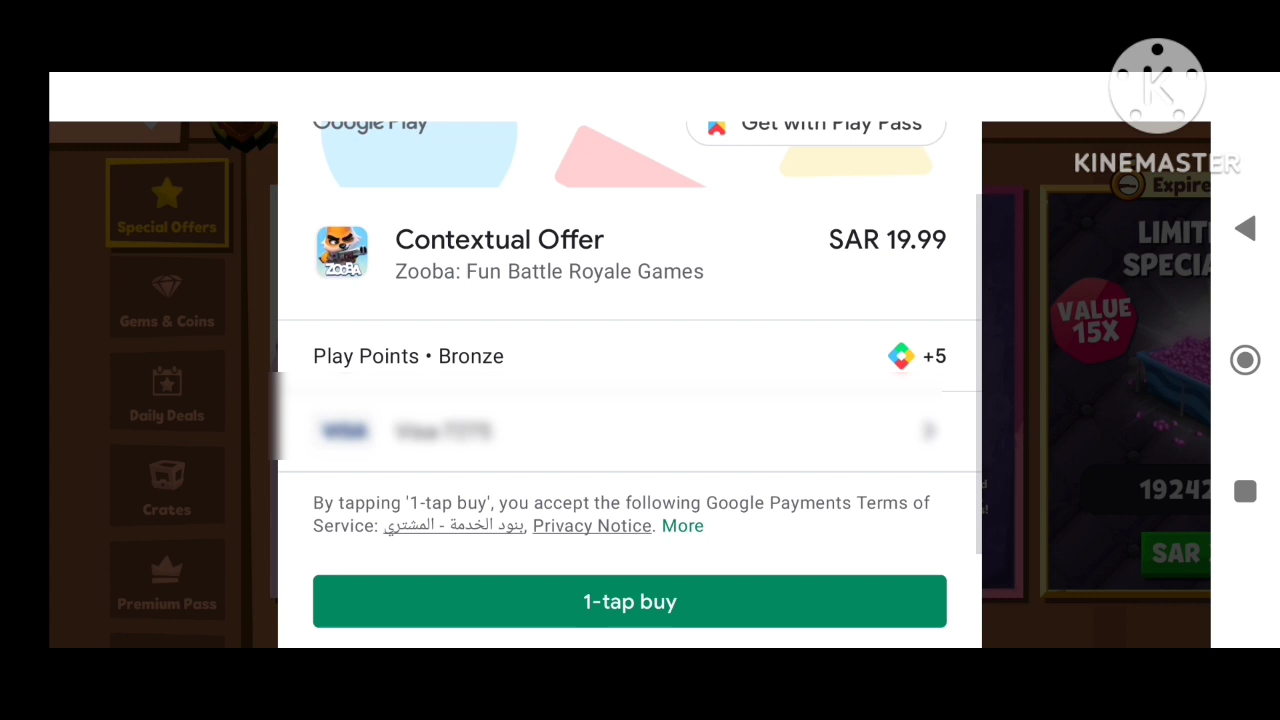 Google Play
Get with Play Pass
KINEMASTER
Special Offers
Gems & Coins
Daily Deals
Crates
Premium Pass
Contextual Offer
SAR 19.99
Zooba: Fun Battle Royale Games
ZOOBA
Play Points • Bronze
+5
VISA
By tapping '1-tap buy', you accept the following Google Payments Terms of
Service: بنود الخدمة - المشتري, Privacy Notice. More
1-tap buy
VALUE
15X
19242
SAR